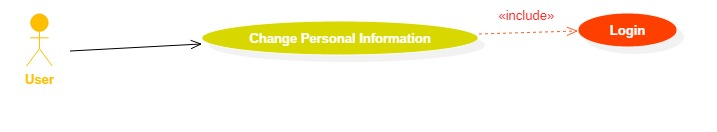 «include»
Change Personal Information
Login
User